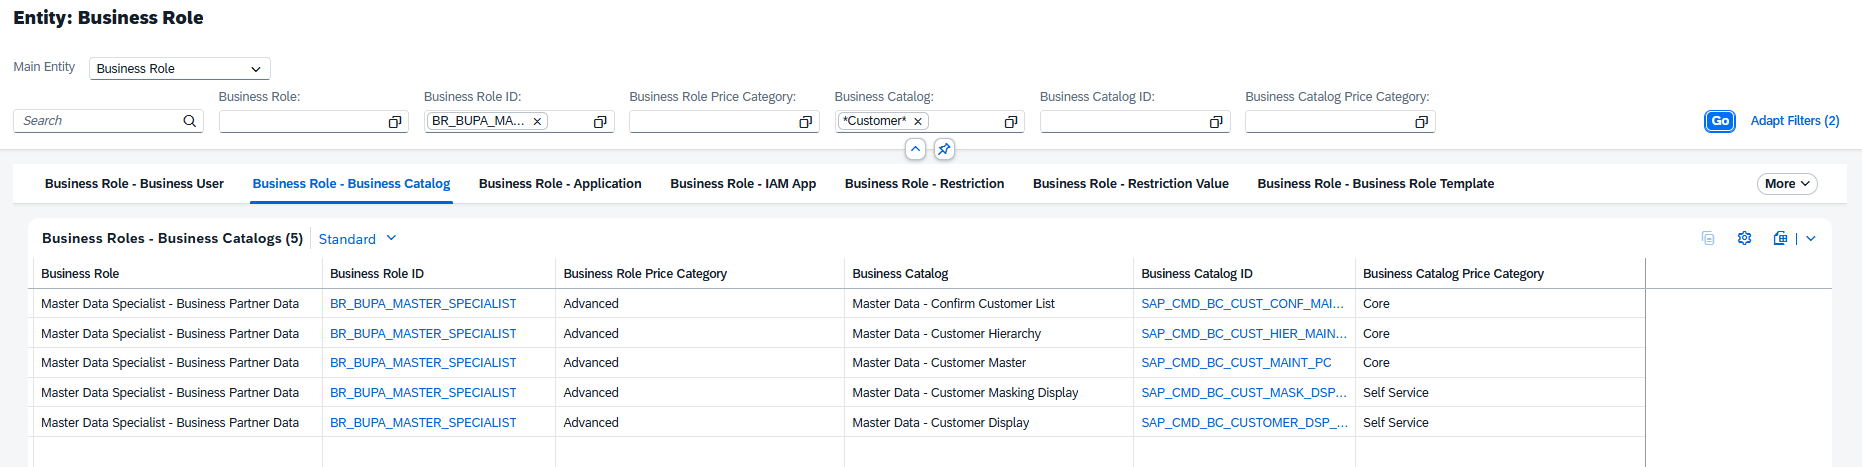 Entity: Business Role
Main Entity Business Role
Business Role: Business Role ID: Business Role Price Category: Business Catalog: Business Catalog ID: Business Catalog Price Category:
Search BR_BUPA_MA... *Customer* Go Adapt Filters (2)
Business Role - Business User Business Role - Business Catalog Business Role - Application Business Role - IAM App Business Role - Restriction Business Role - Restriction Value Business Role - Business Role Template More
Business Roles - Business Catalogs (5) Standard
Business Role Business Role ID Business Role Price Category Business Catalog Business Catalog ID Business Catalog Price Category
Master Data Specialist - Business Partner Data BR_BUPA_MASTER_SPECIALIST Advanced Master Data - Confirm Customer List SAP_CMD_BC_CUST_CONF_MAI... Core
Master Data Specialist - Business Partner Data BR_BUPA_MASTER_SPECIALIST Advanced Master Data - Customer Hierarchy SAP_CMD_BC_CUST_HIER_MAIN... Core
Master Data Specialist - Business Partner Data BR_BUPA_MASTER_SPECIALIST Advanced Master Data - Customer Master SAP_CMD_BC_CUST_MAINT_PC Core
Master Data Specialist - Business Partner Data BR_BUPA_MASTER_SPECIALIST Advanced Master Data - Customer Masking Display SAP_CMD_BC_CUST_MASK_DSP... Self Service
Master Data Specialist - Business Partner Data BR_BUPA_MASTER_SPECIALIST Advanced Master Data - Customer Display SAP_CMD_BC_CUSTOMER_DSP_... Self Service